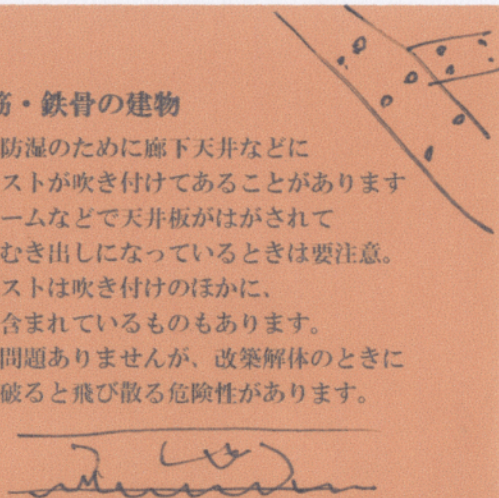 筋・鉄骨の建物
防湿のために廊下天井などに
ストが吹き付けてあることがあります
ームなどで天井板がはがされて
むき出しになっているときは要注意。
ストは吹き付けのほかに、
含まれているものもあります。
問題ありませんが、改築解体のときに
破ると飛び散る危険性があります。